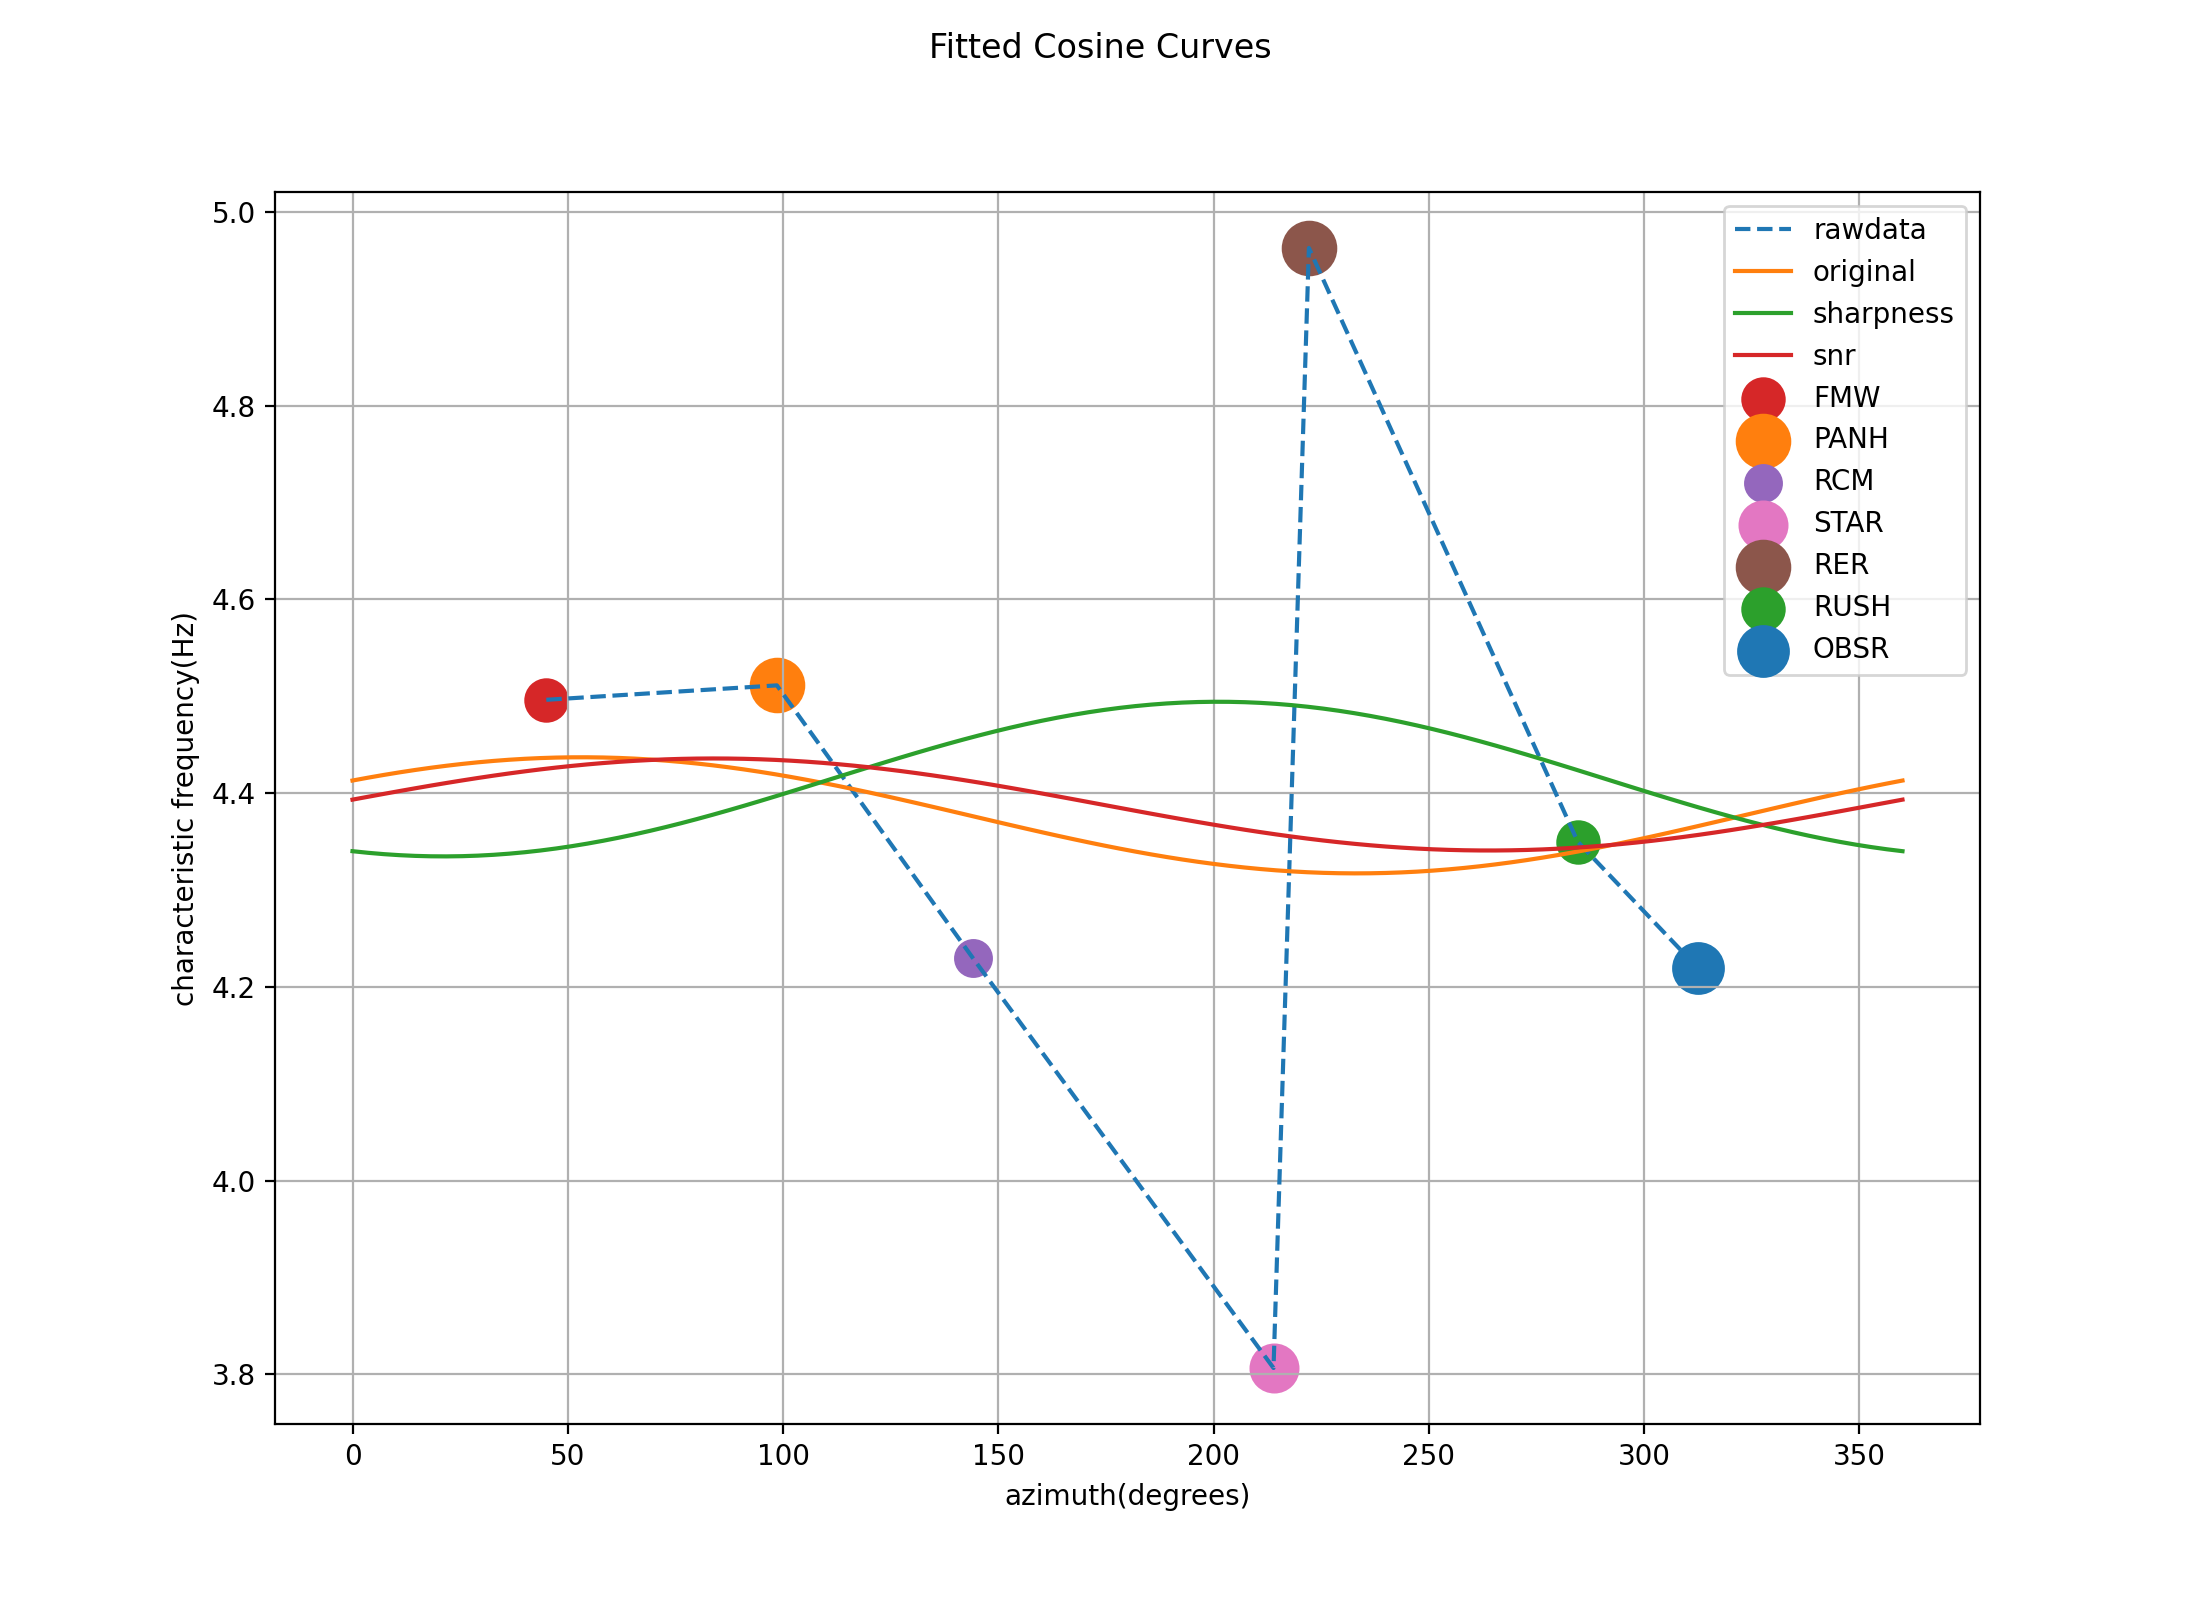 Fitted Cosine Curves
characteristic frequency(Hz)
5.0
4.8
4.6
4.4
4.2
4.0
3.8
rawdata
original
sharpness
snr
FMW
PANH
RCM
STAR
RER
RUSH
OBSR
0 50 100 150 200 250 300 350
azimuth(degrees)